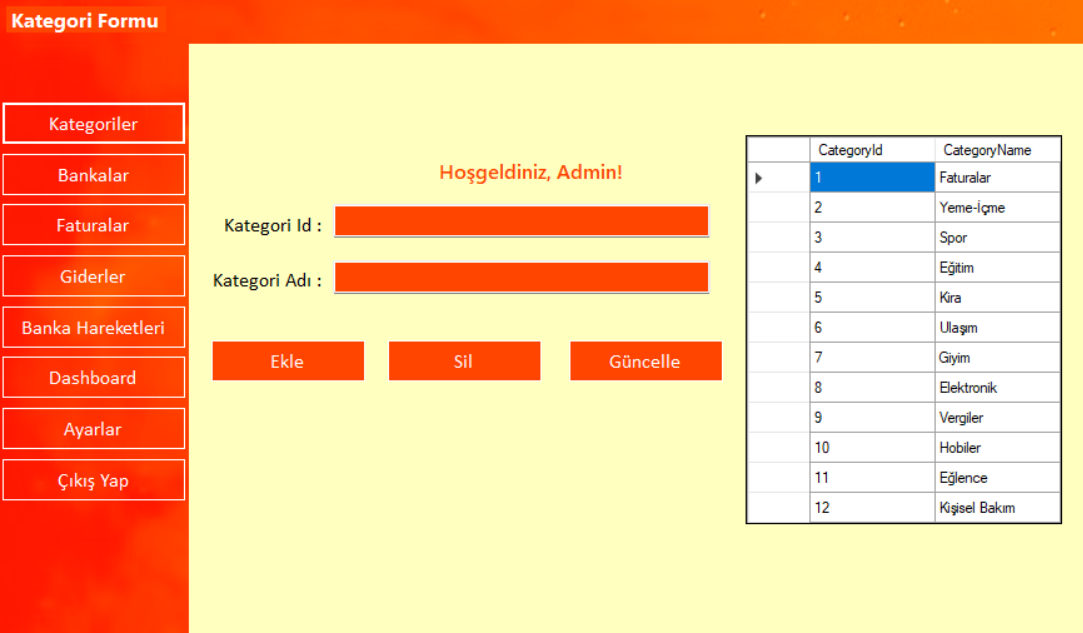 Kategori Formu
Kategoriler
Bankalar
Faturalar
Giderler
Banka Hareketleri
Dashboard
Ayarlar
Çıkış Yap
Hoşgeldiniz, Admin!
Kategori Id :
Kategori Adı :
Ekle Sil Güncelle
CategoryId CategoryName
1 Faturalar
2 Yeme-İçme
3 Spor
4 Eğitim
5 Kira
6 Ulaşım
7 Giyim
8 Elektronik
9 Vergiler
10 Hobiler
11 Eğlence
12 Kişisel Bakım